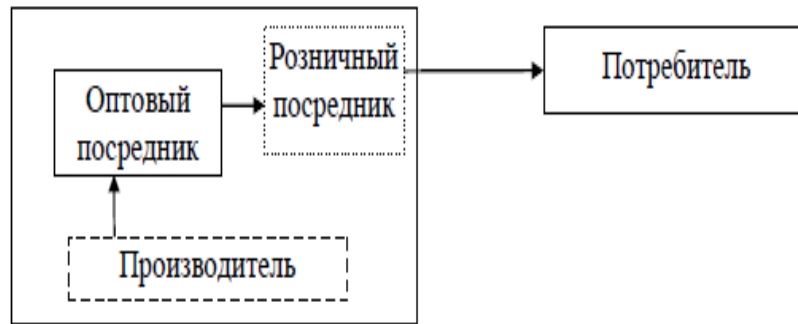 Розничный
посредник
Потребитель
Оптовый
посредник
Производитель